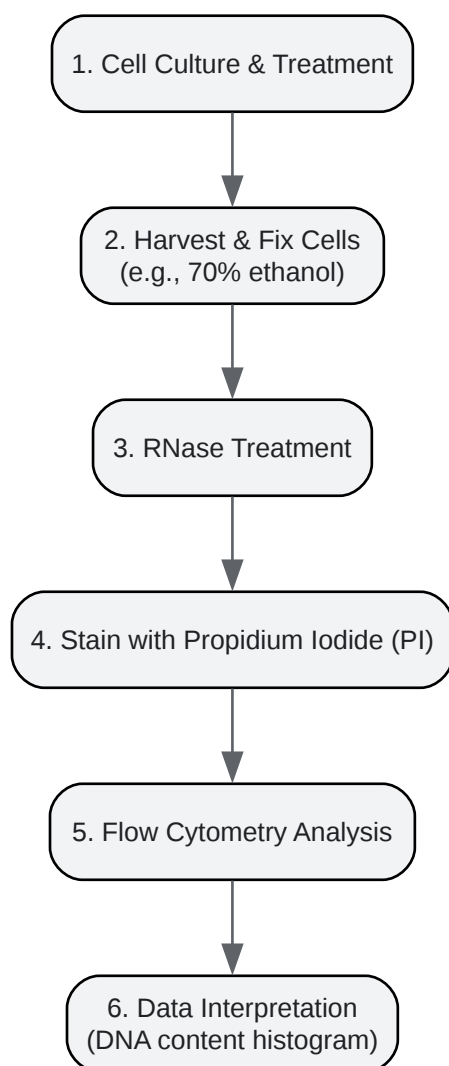 1. Cell Culture & Treatment
2. Harvest & Fix Cells
(e.g., 70% ethanol)
3. RNase Treatment
4. Stain with Propidium Iodide (PI)
5. Flow Cytometry Analysis
6. Data Interpretation
(DNA content histogram)